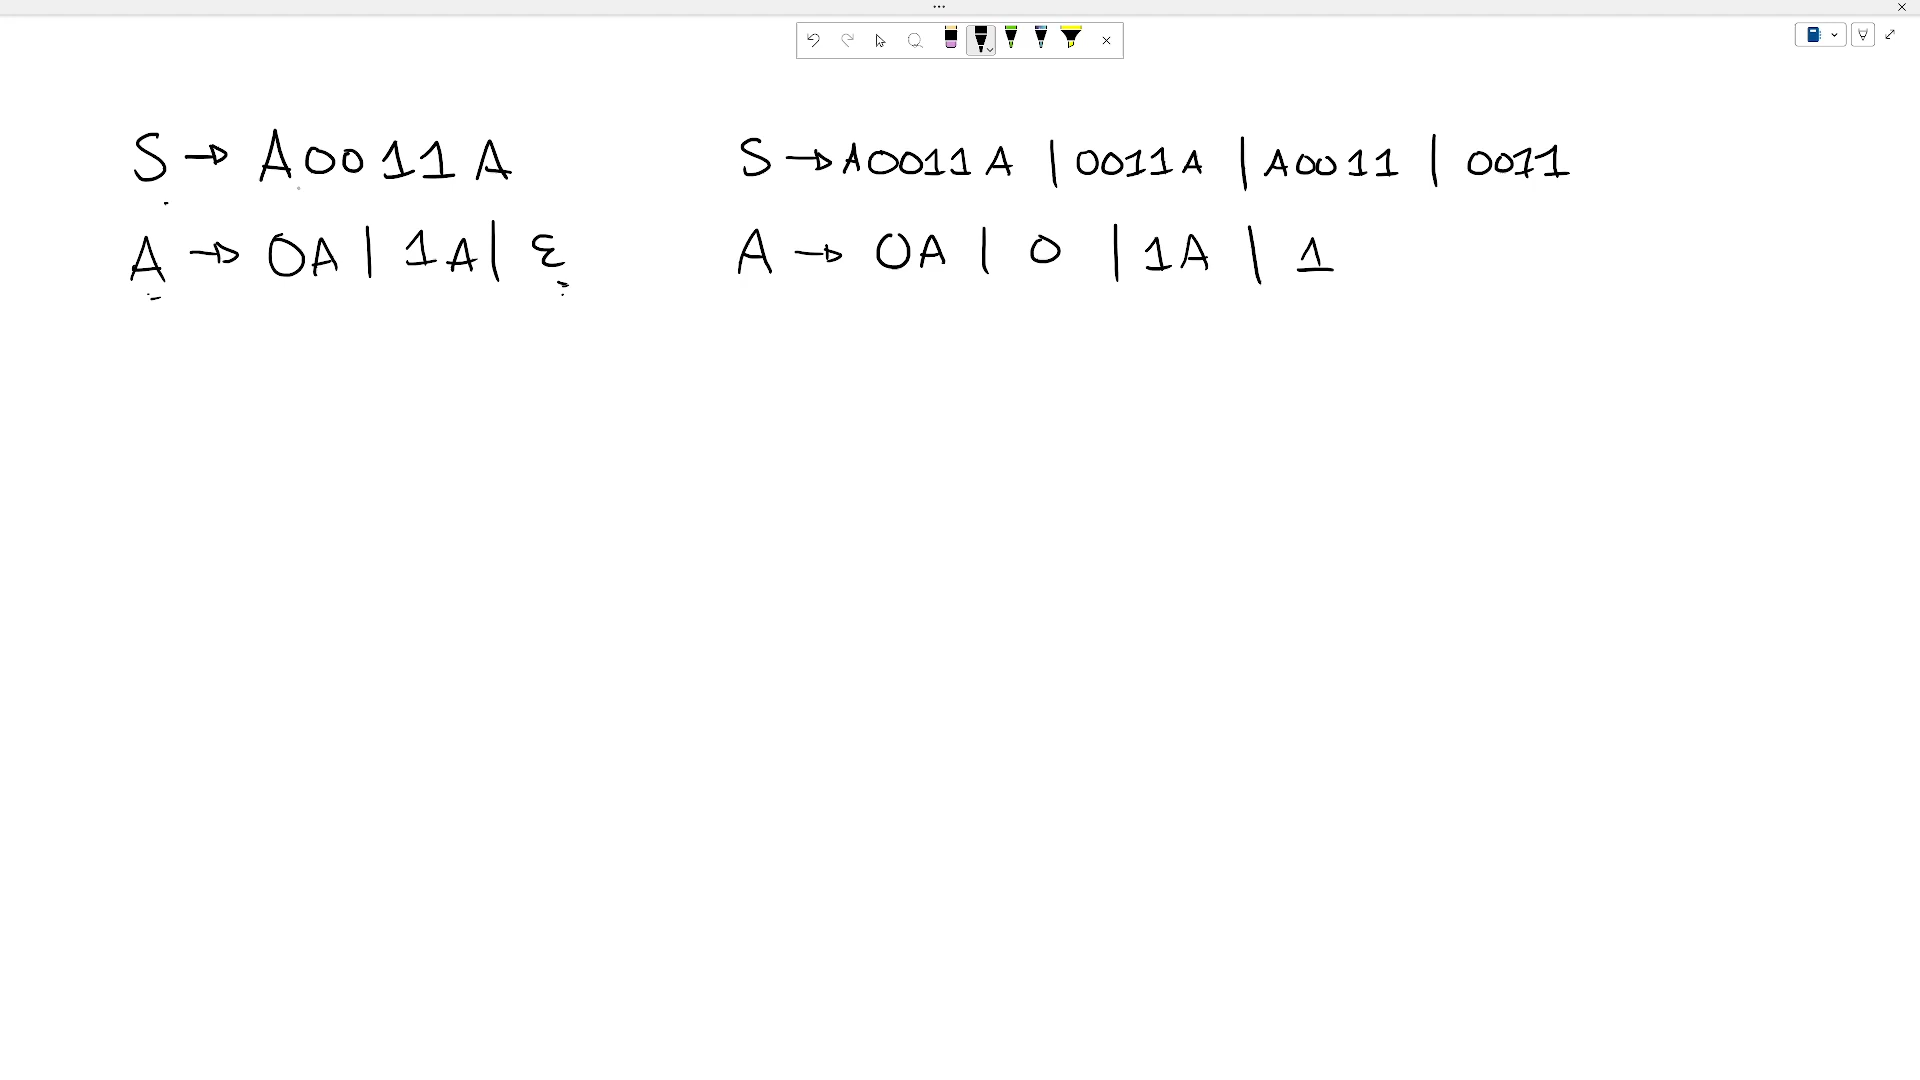 S → A0011A
A → 0A | 1A | ε
S → A0011A | 0011A | A0011 | 0011
A → 0A | 0 | 1A | 1